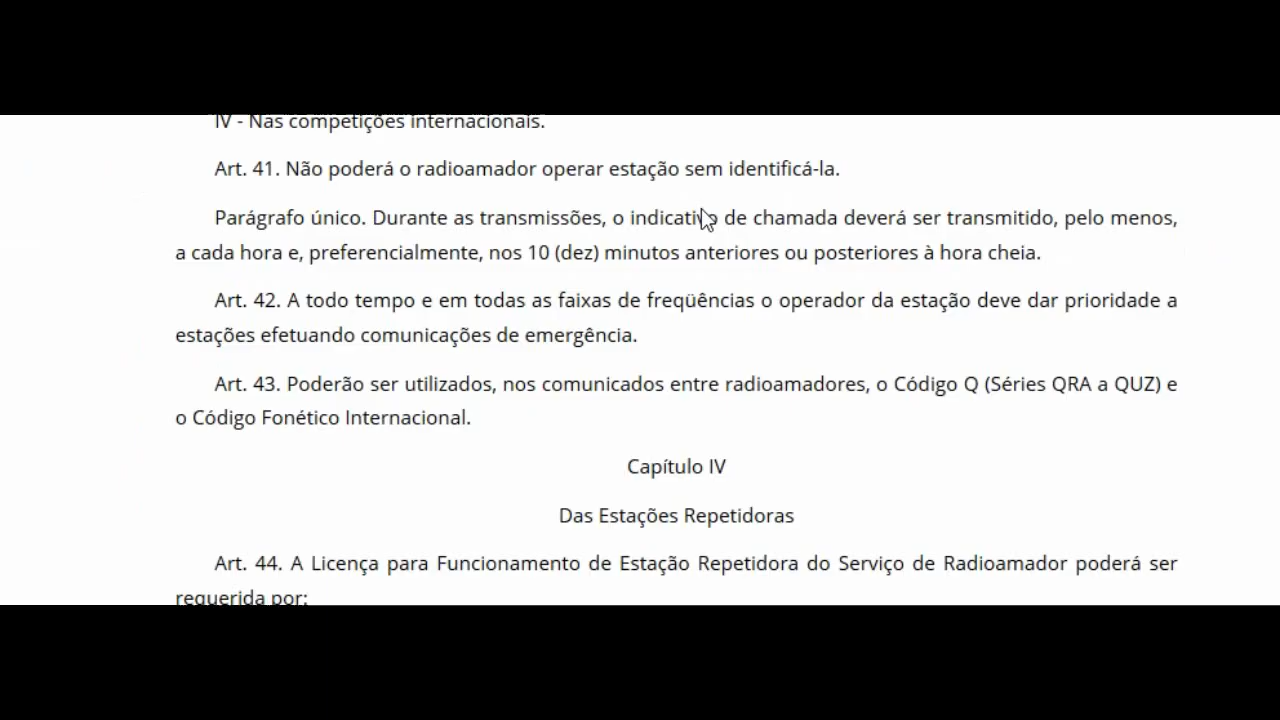 IV - Nas competições internacionais.
Art. 41. Não poderá o radioamador operar estação sem identificá-la.
Parágrafo único. Durante as transmissões, o indicativo de chamada deverá ser transmitido, pelo menos,
a cada hora e, preferencialmente, nos 10 (dez) minutos anteriores ou posteriores à hora cheia.
Art. 42. A todo tempo e em todas as faixas de freqüências o operador da estação deve dar prioridade a
estações efetuando comunicações de emergência.
Art. 43. Poderão ser utilizados, nos comunicados entre radioamadores, o Código Q (Séries QRA a QUZ) e
o Código Fonético Internacional.
Capítulo IV
Das Estações Repetidoras
Art. 44. A Licença para Funcionamento de Estação Repetidora do Serviço de Radioamador poderá ser
requerida por: